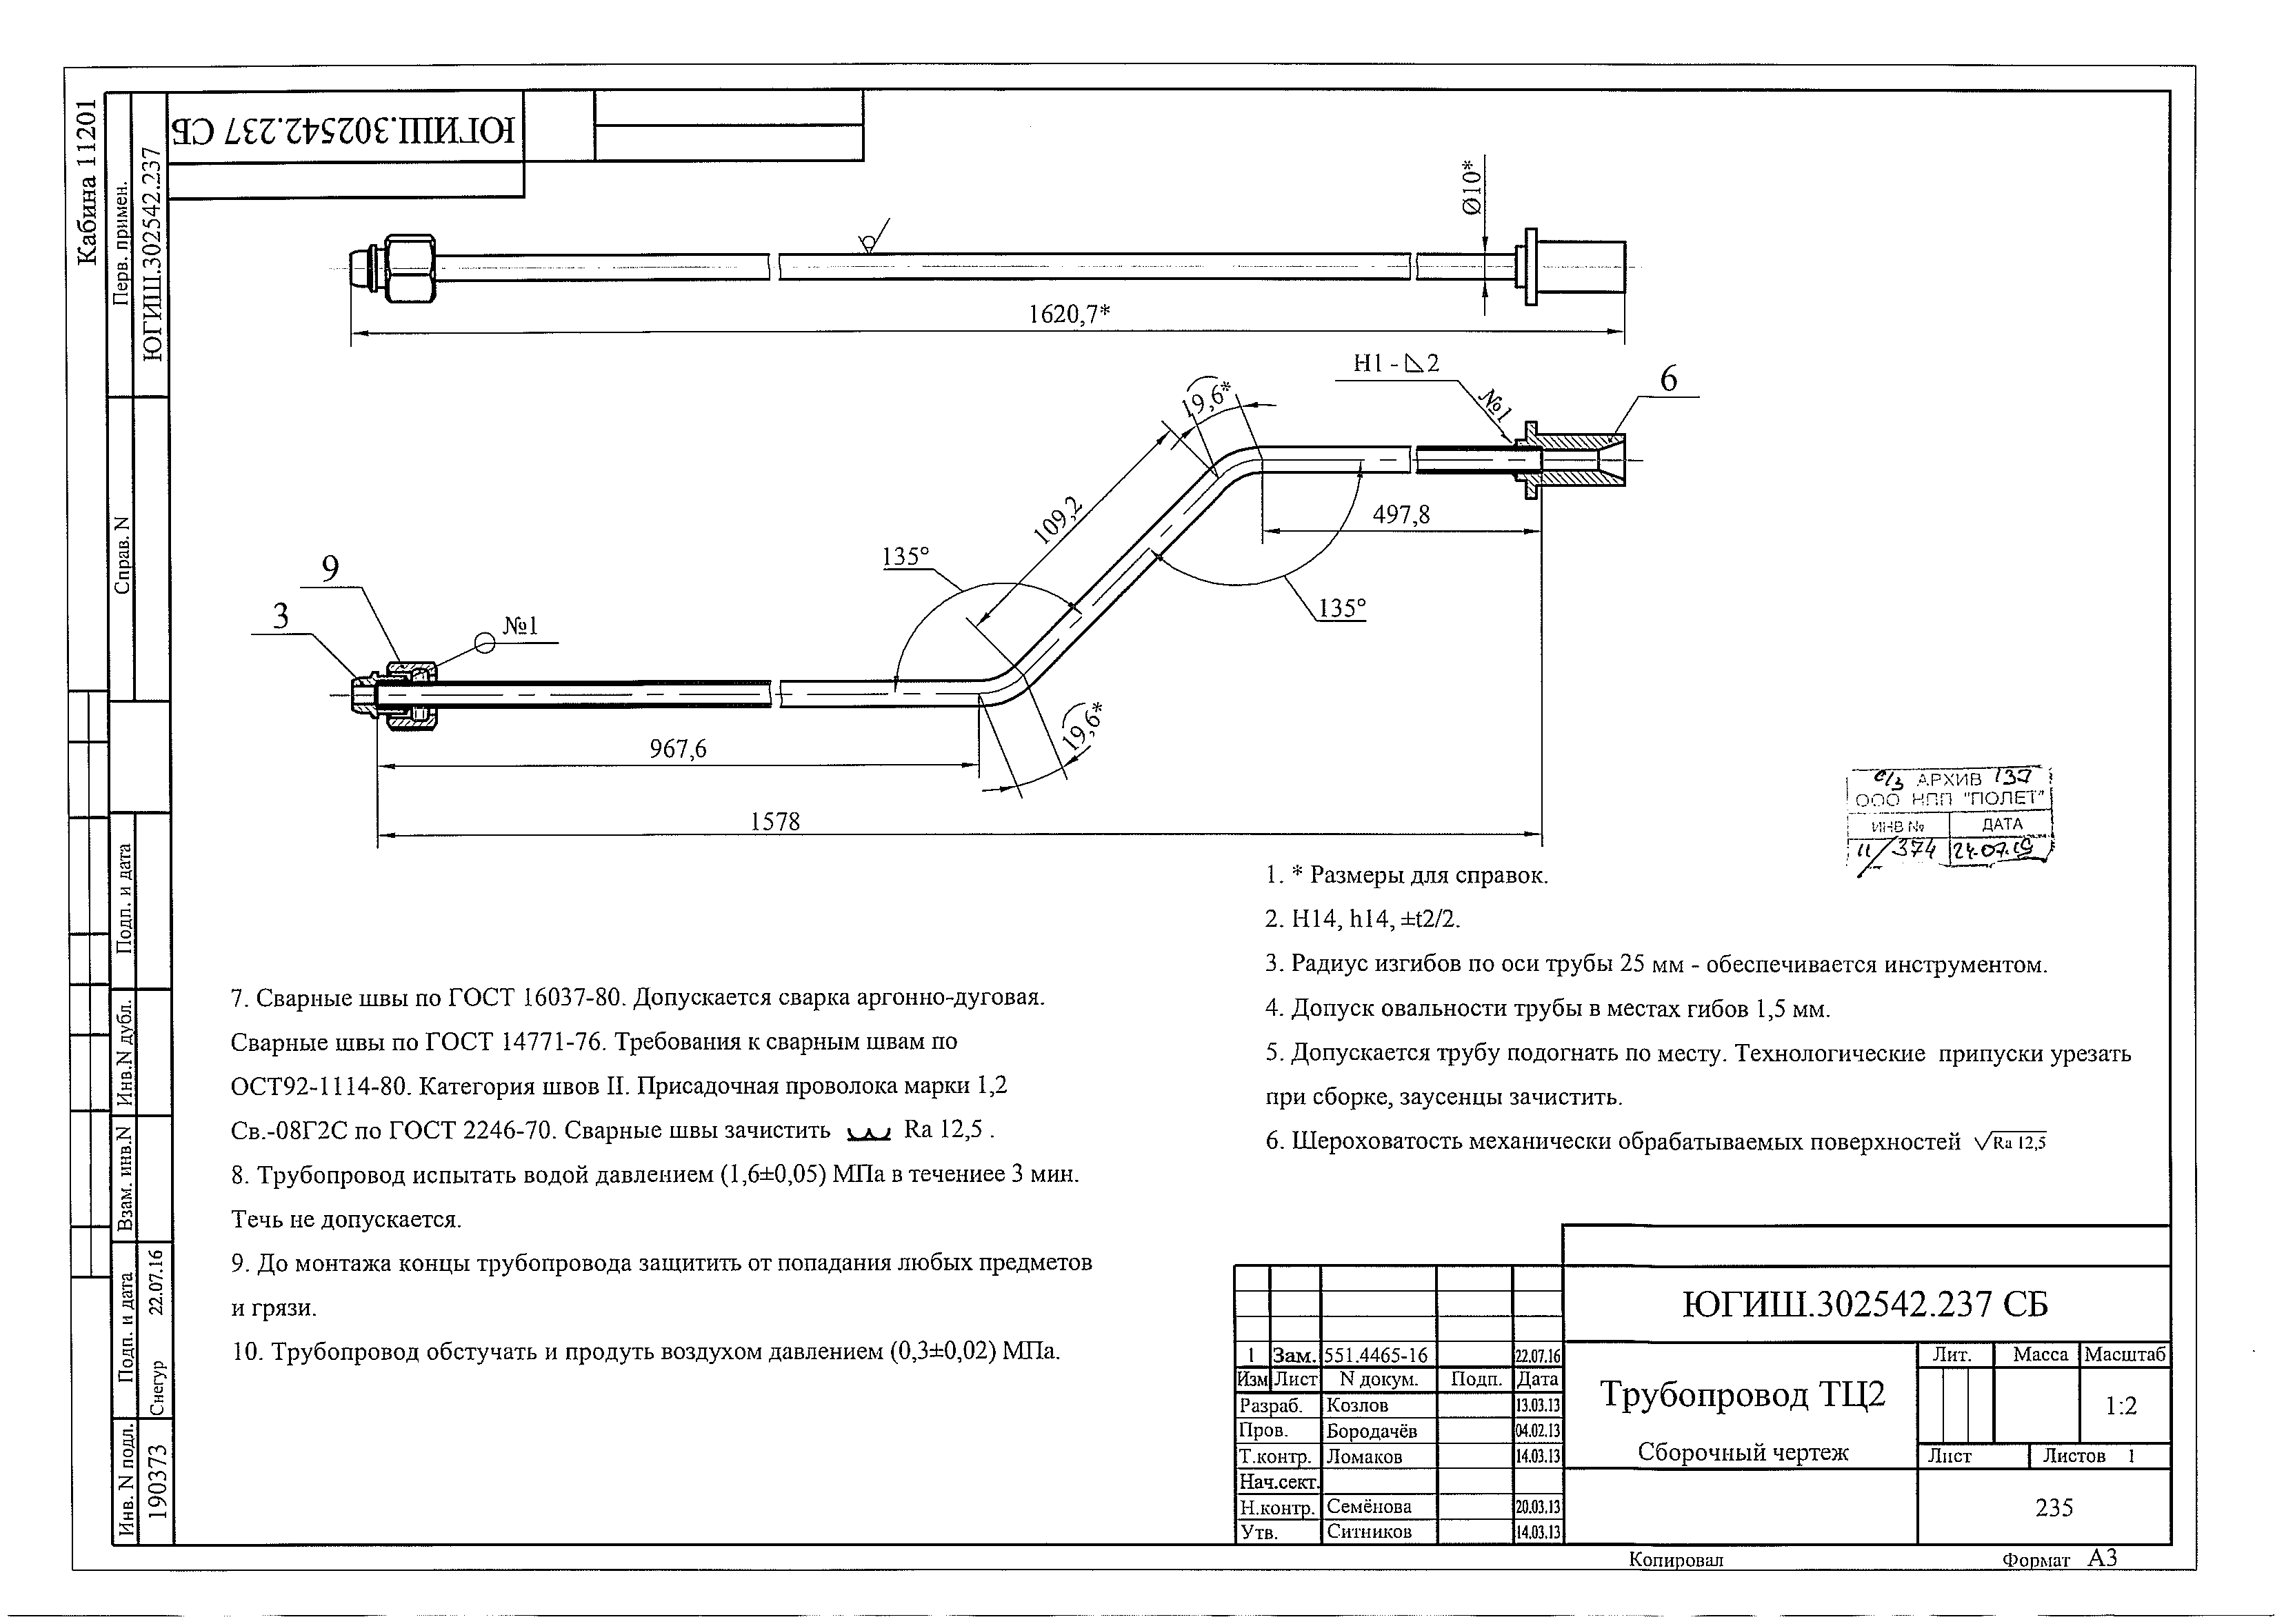 Кабина 11201
Перв. примен.
ЮГИШ.302542.237
Справ. N
Подп. и дата
Инв.N дубл.
Взам. инв.N
Подп. и дата
Снегур 22.07.16
Инв. N подл.
190373
ЮГИШ.302542.237 СБ
Ø10*
1620,7*
H1 - ⊿2
№1
6
19,6*
109,2
497,8
135°
135°
9
3
№1
19,6*
967,6
1578
АРХИВ 137
ООО НПП "ПОЛЕТ"
ИНВ № ДАТА
11/374
1. * Размеры для справок.
2. H14, h14, ±t2/2.
3. Радиус изгибов по оси трубы 25 мм - обеспечивается инструментом.
4. Допуск овальности трубы в местах гибов 1,5 мм.
5. Допускается трубу подогнать по месту. Технологические припуски урезать
при сборке, заусенцы зачистить.
6. Шероховатость механически обрабатываемых поверхностей √Ra 12,5
7. Сварные швы по ГОСТ 16037-80. Допускается сварка аргонно-дуговая.
Сварные швы по ГОСТ 14771-76. Требования к сварным швам по
ОСТ92-1114-80. Категория швов II. Присадочная проволока марки 1,2
Св.-08Г2С по ГОСТ 2246-70. Сварные швы зачистить Ra 12,5 .
8. Трубопровод испытать водой давлением (1,6±0,05) МПа в течениее 3 мин.
Течь не допускается.
9. До монтажа концы трубопровода защитить от попадания любых предметов
и грязи.
10. Трубопровод обстучать и продуть воздухом давлением (0,3±0,02) МПа.
ЮГИШ.302542.237 СБ
1 Зам. 551.4465-16 22.07.16
Изм Лист N докум. Подп. Дата
Разраб. Козлов 13.03.13
Пров. Бородачёв 04.02.13
Т.контр. Ломаков 14.03.13
Нач.сект.
Н.контр. Семёнова 20.03.13
Утв. Ситников 14.03.13
Трубопровод ТЦ2
Сборочный чертеж
Лит. Масса Масштаб
1:2
Лист Листов 1
235
Копировал Формат А3